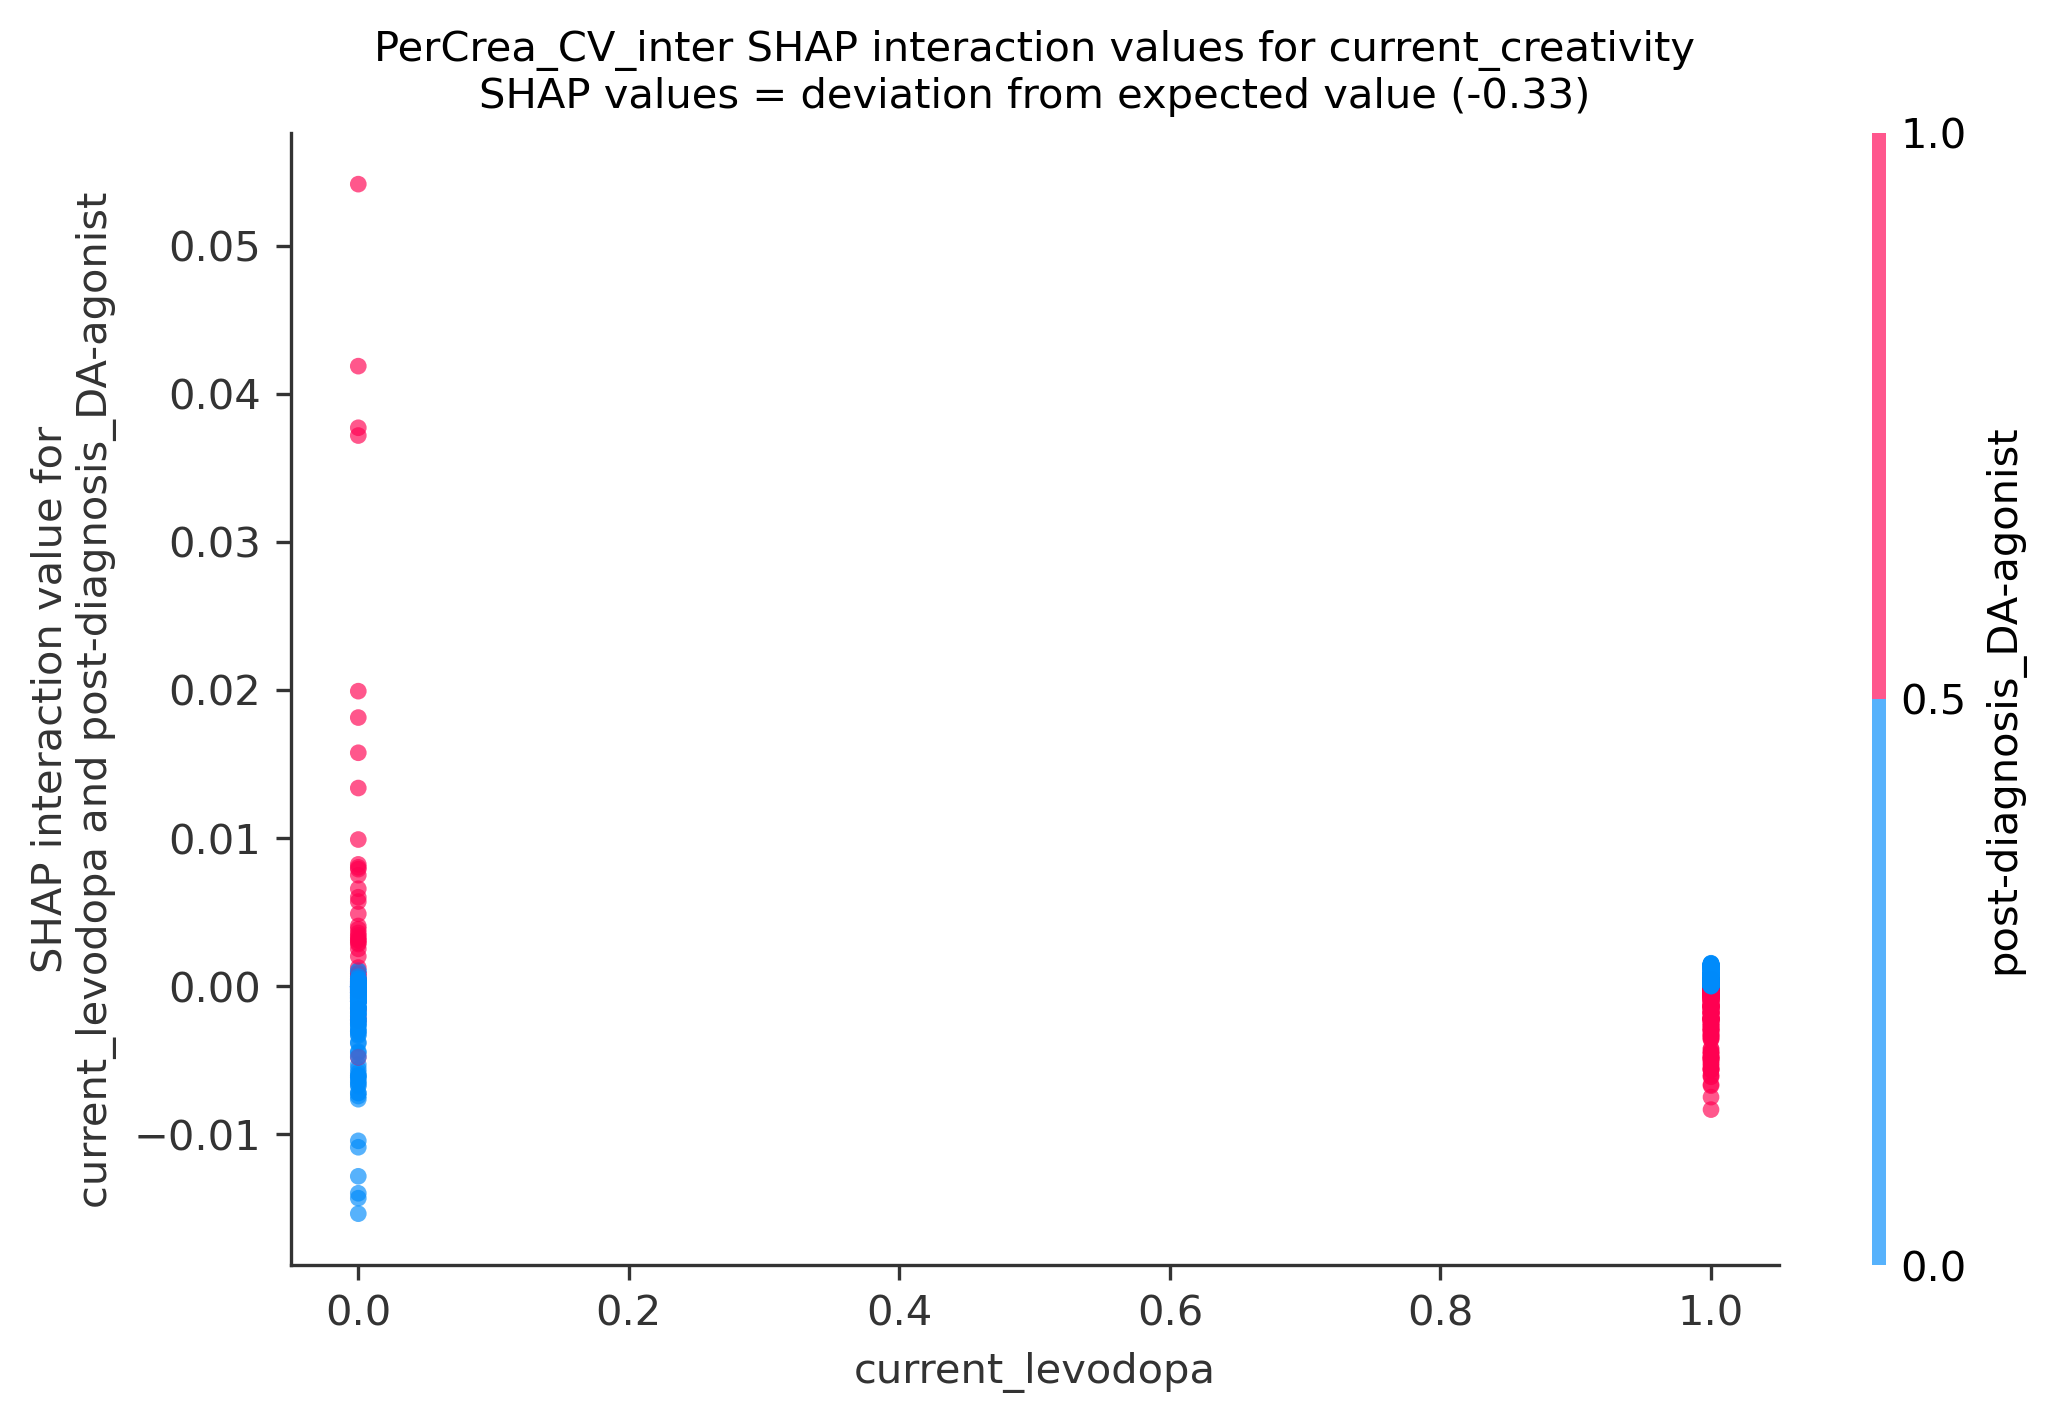 PerCrea_CV_inter SHAP interaction values for current_creativity
SHAP values = deviation from expected value (-0.33)
SHAP interaction value for
current_levodopa and post-diagnosis_DA-agonist
0.05
0.04
0.03
0.02
0.01
0.00
−0.01
0.0
0.2
0.4
0.6
0.8
1.0
current_levodopa
1.0
0.5
0.0
post-diagnosis_DA-agonist